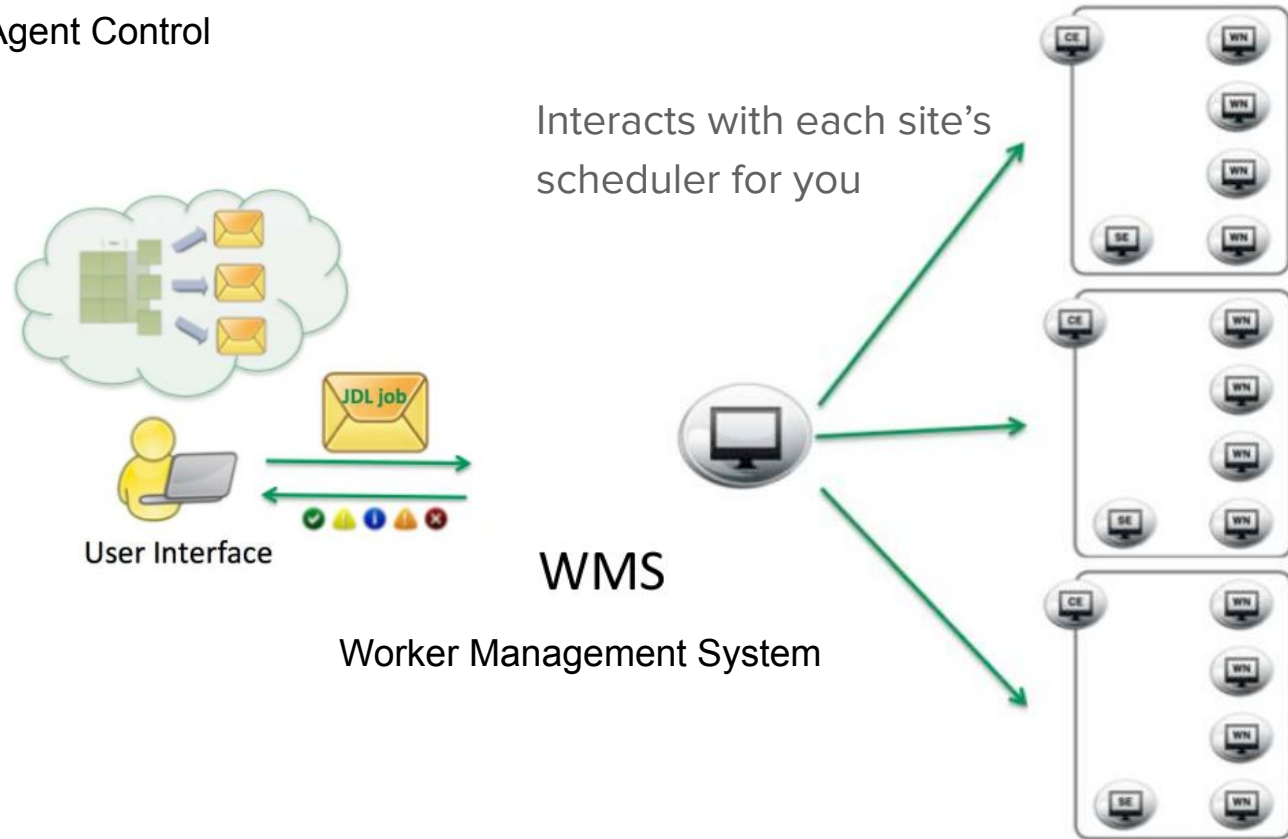 Agent Control
Interacts with each site's
scheduler for you
JDL job
User Interface
WMS
Worker Management System
CE
WN
WN
WN
SE
WN
CE
WN
WN
WN
SE
WN
CE
WN
WN
WN
SE
WN